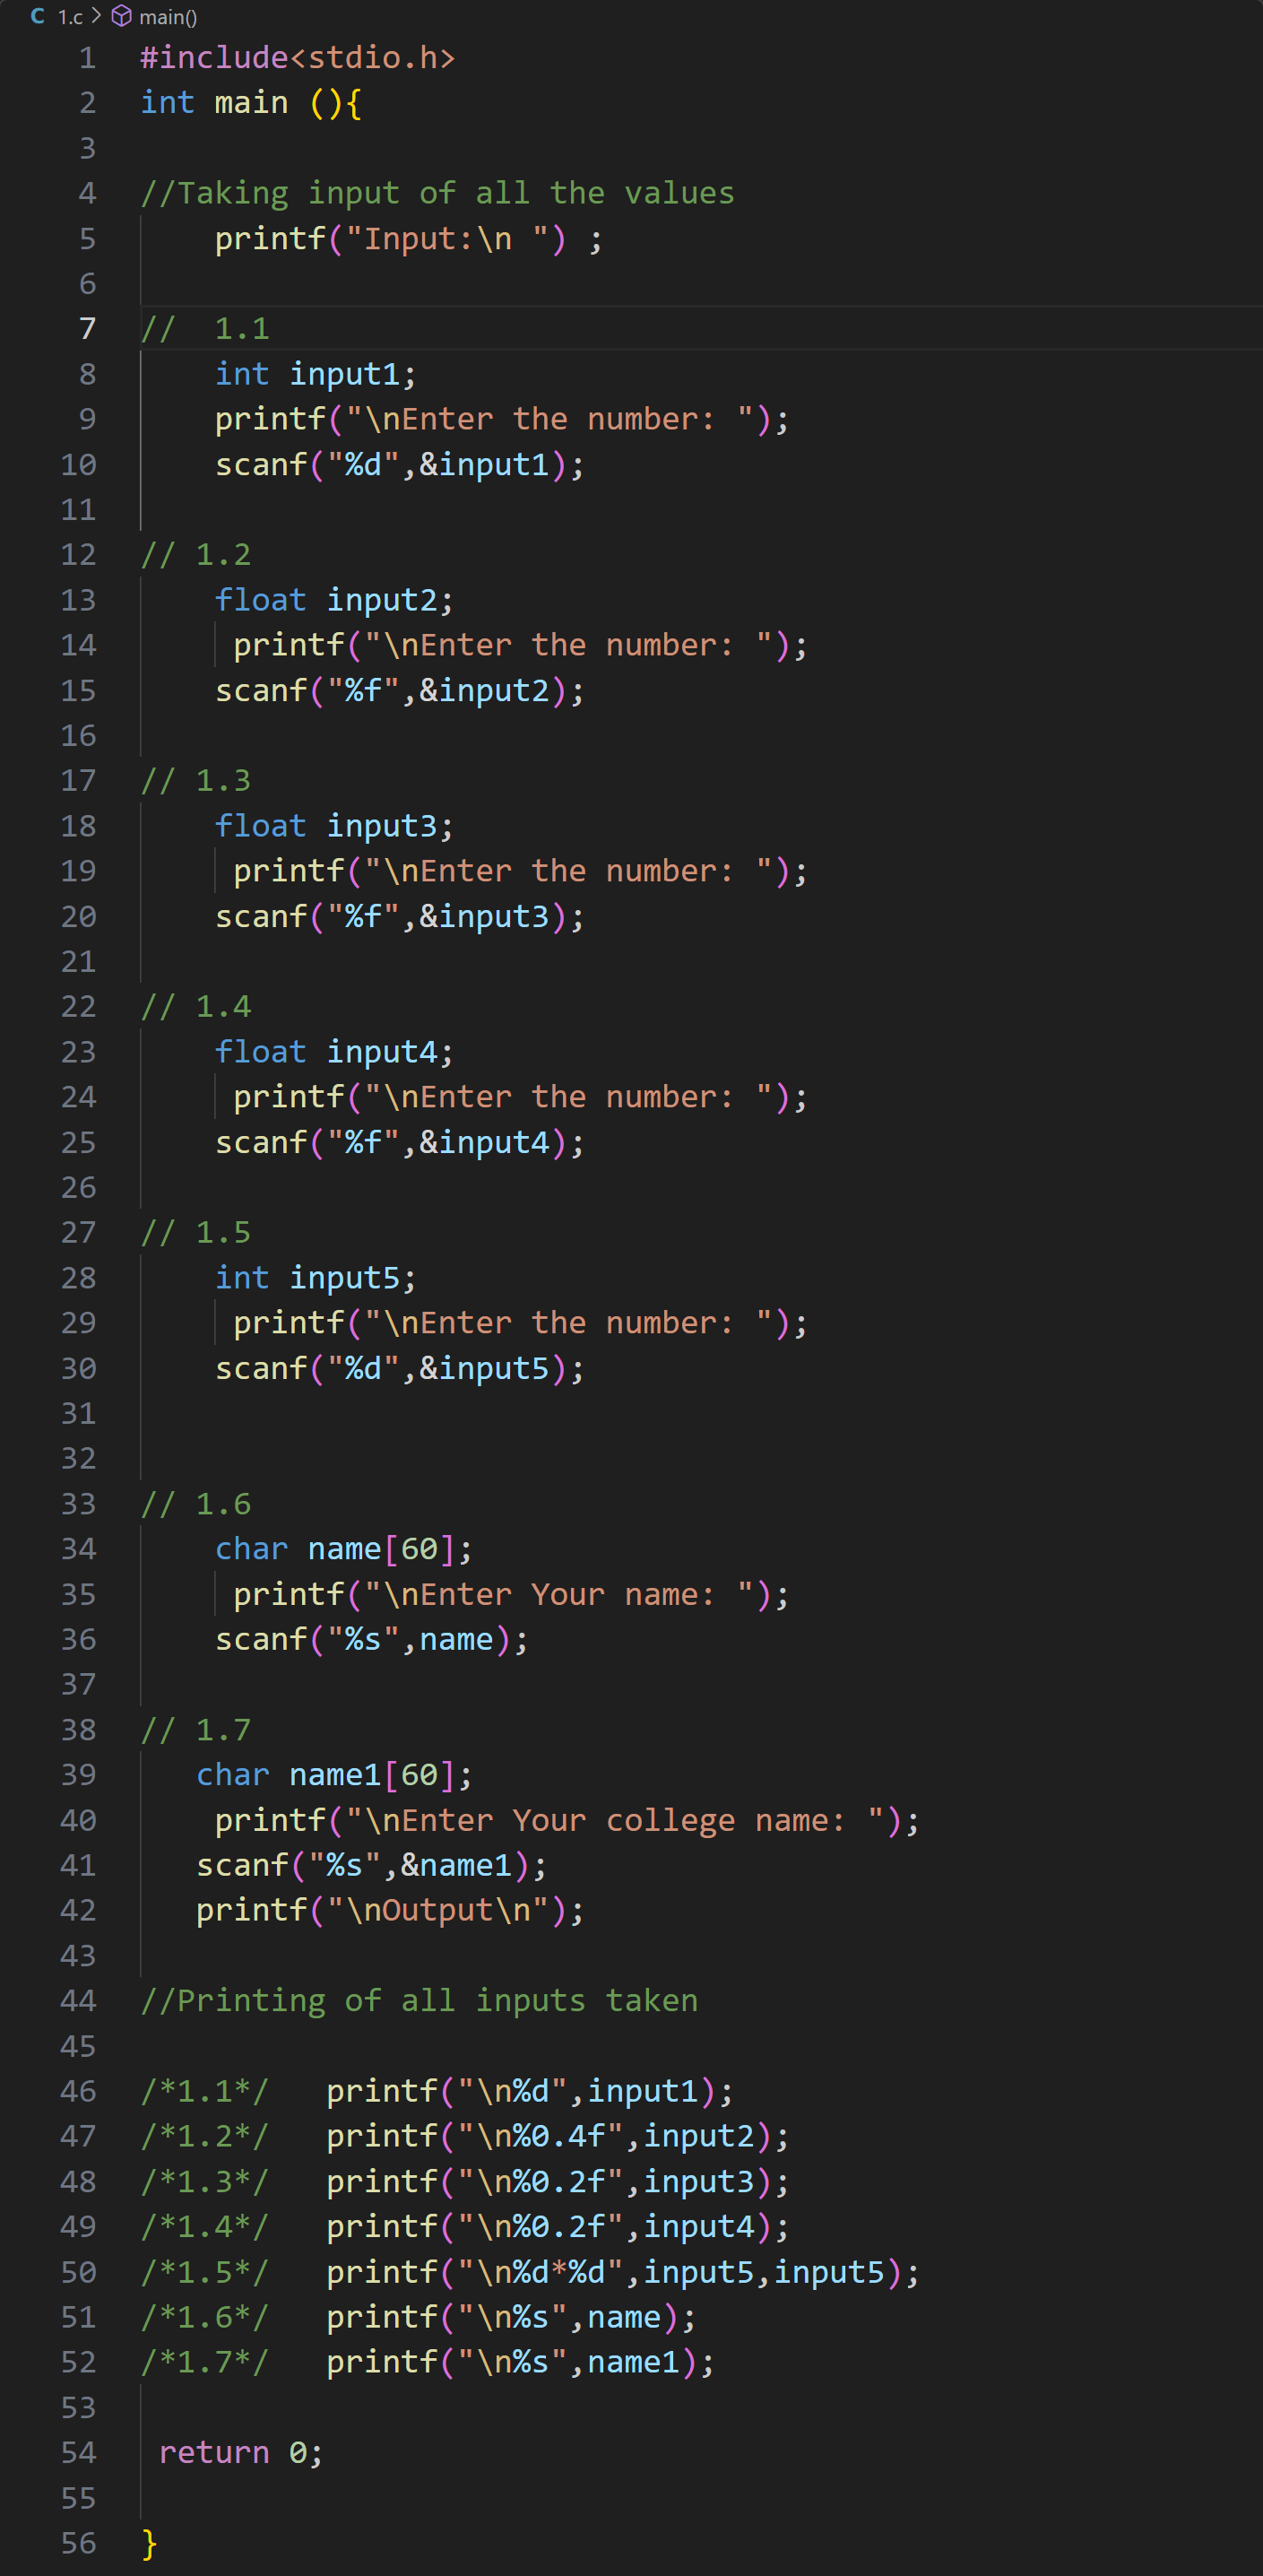 C 1.c > main()
1 #include<stdio.h>
2 int main (){
3
4 //Taking input of all the values
5     printf("Input:\n ") ;
6
7 //  1.1
8     int input1;
9     printf("\nEnter the number: ");
10     scanf("%d",&input1);
11
12 // 1.2
13     float input2;
14      printf("\nEnter the number: ");
15     scanf("%f",&input2);
16
17 // 1.3
18     float input3;
19      printf("\nEnter the number: ");
20     scanf("%f",&input3);
21
22 // 1.4
23     float input4;
24      printf("\nEnter the number: ");
25     scanf("%f",&input4);
26
27 // 1.5
28     int input5;
29      printf("\nEnter the number: ");
30     scanf("%d",&input5);
31
32
33 // 1.6
34     char name[60];
35      printf("\nEnter Your name: ");
36     scanf("%s",name);
37
38 // 1.7
39    char name1[60];
40     printf("\nEnter Your college name: ");
41    scanf("%s",&name1);
42    printf("\nOutput\n");
43
44 //Printing of all inputs taken
45
46 /*1.1*/   printf("\n%d",input1);
47 /*1.2*/   printf("\n%0.4f",input2);
48 /*1.3*/   printf("\n%0.2f",input3);
49 /*1.4*/   printf("\n%0.2f",input4);
50 /*1.5*/   printf("\n%d*%d",input5,input5);
51 /*1.6*/   printf("\n%s",name);
52 /*1.7*/   printf("\n%s",name1);
53
54  return 0;
55
56 }